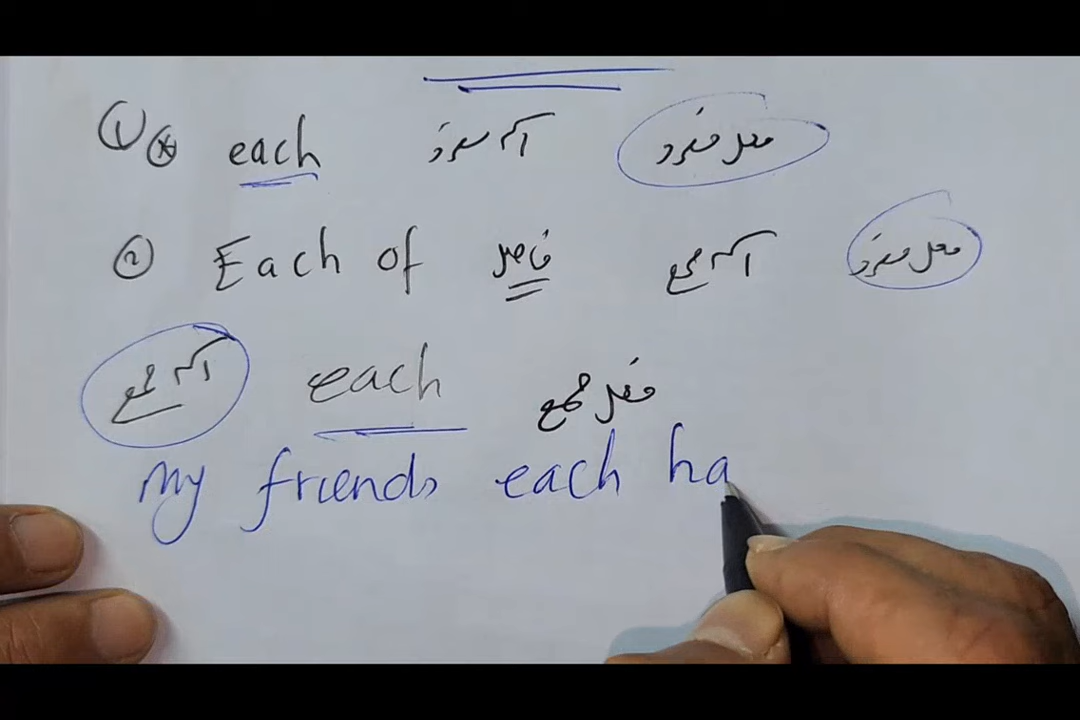 ① * each اسم مفرد فعل مفرد
② Each of فاصل اسم جمع فعل مفرد
اسم جمع each فعل جمع
My friends each ha